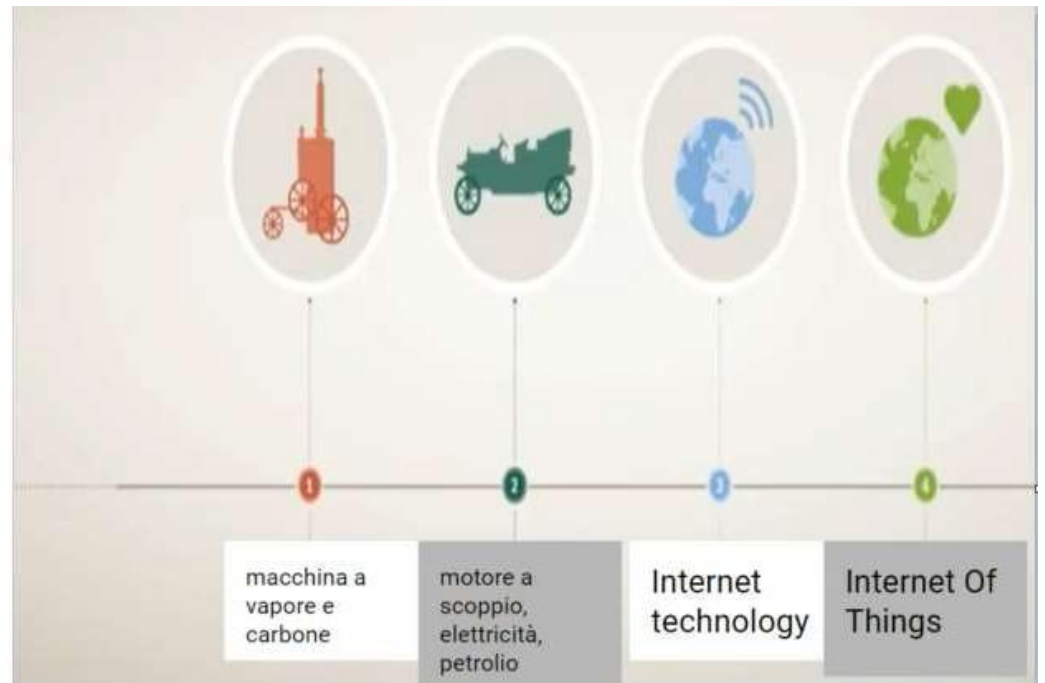 1
2
3
4
macchina a
vapore e
carbone
motore a
scoppio,
elettricità,
petrolio
Internet
technology
Internet Of
Things